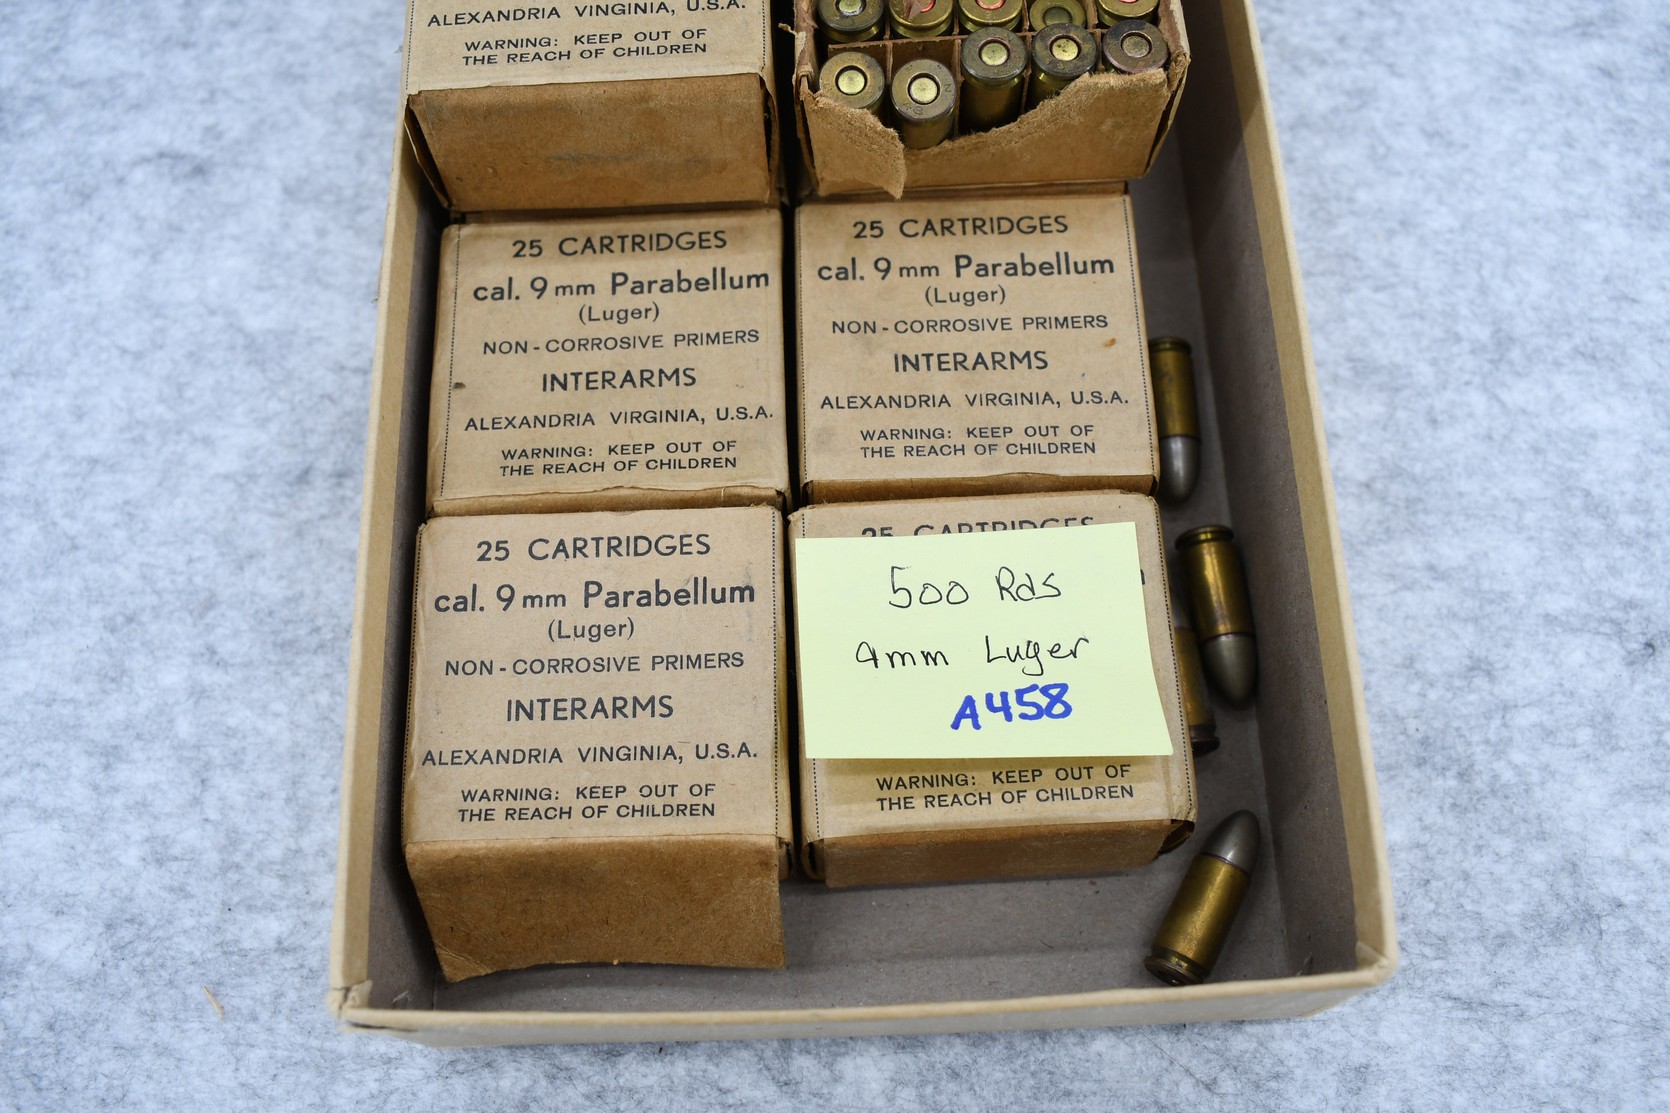 ALEXANDRIA VINGINIA, U.S.A.
WARNING: KEEP OUT OF
THE REACH OF CHILDREN
25 CARTRIDGES
cal. 9mm Parabellum
(Luger)
NON-CORROSIVE PRIMERS
INTERARMS
ALEXANDRIA VIRGINIA, U.S.A.
WARNING: KEEP OUT OF
THE REACH OF CHILDREN
25 CARTRIDGES
cal. 9mm Parabellum
(Luger)
NON-CORROSIVE PRIMERS
INTERARMS
ALEXANDRIA VIRGINIA, U.S.A.
WARNING: KEEP OUT OF
THE REACH OF CHILDREN
25 CARTRIDGES
cal. 9mm Parabellum
(Luger)
NON-CORROSIVE PRIMERS
INTERARMS
ALEXANDRIA VINGINIA, U.S.A.
WARNING: KEEP OUT OF
THE REACH OF CHILDREN
25 CARTRIDGES
500 Rds
9mm Luger
A458
WARNING: KEEP OUT OF
THE REACH OF CHILDREN